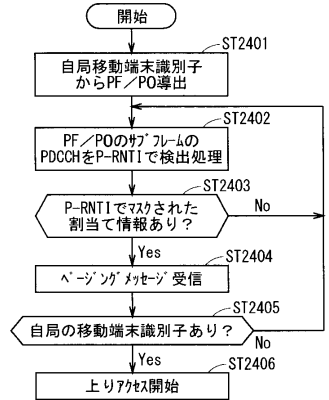 開始
ST2401
自局移動端末識別子
からPF/PO導出
ST2402
PF/POのサブフレームの
PDCCHをP-RNTIで検出処理
ST2403
P-RNTIでマスクされた
割当て情報あり?
No
Yes
ST2404
ページングメッセージ受信
ST2405
自局の移動端末識別子あり?
No
Yes
ST2406
上りアクセス開始